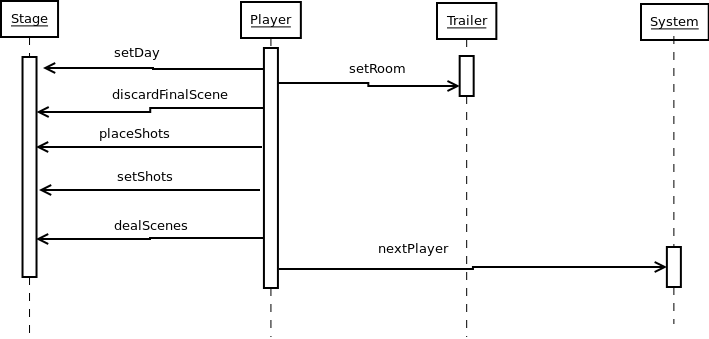 Stage
Player
Trailer
System
setDay
setRoom
discardFinalScene
placeShots
setShots
dealScenes
nextPlayer